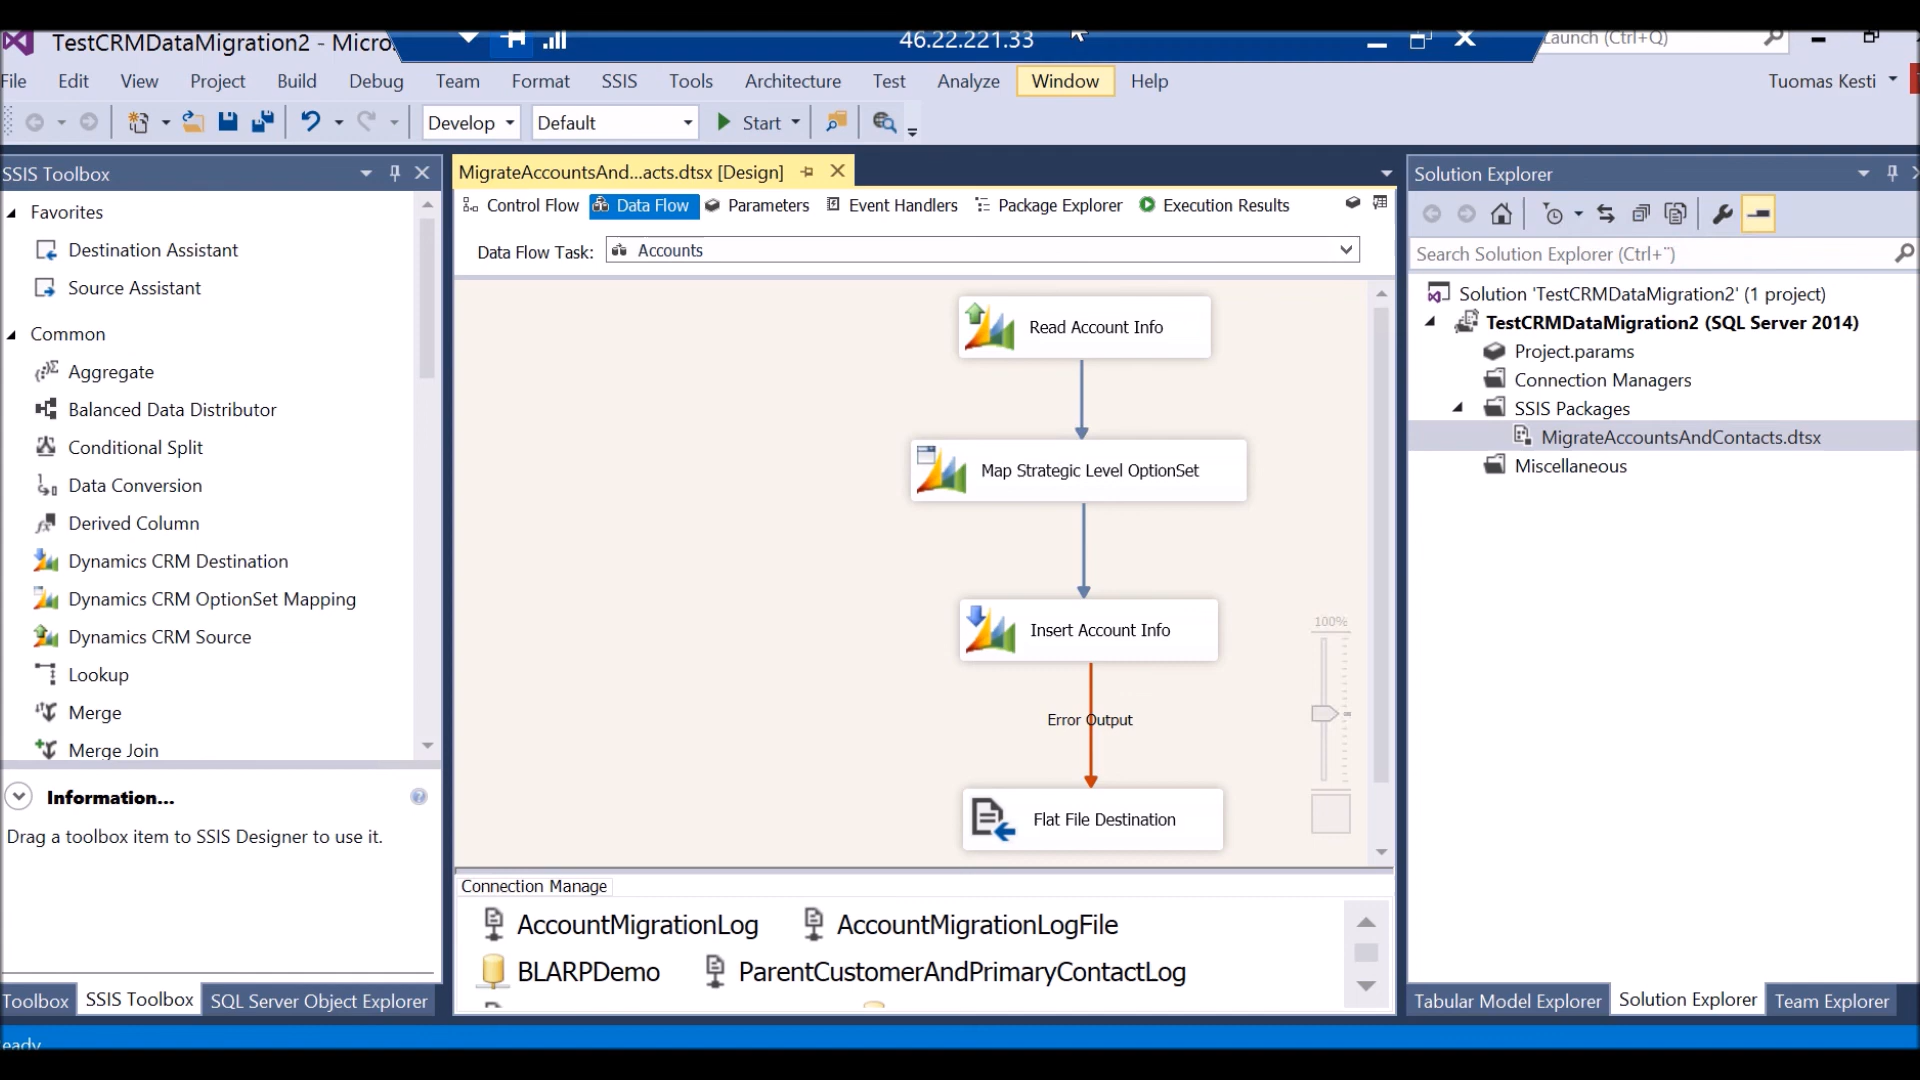 TestCRMDataMigration2 - Micro.
46.22.221.33
Launch (Ctrl+Q)
File Edit View Project Build Debug Team Format SSIS Tools Architecture Test Analyze Window Help Tuomas Kesti
Develop Default Start
SSIS Toolbox
Favorites
Destination Assistant
Source Assistant
Common
Aggregate
Balanced Data Distributor
Conditional Split
Data Conversion
Derived Column
Dynamics CRM Destination
Dynamics CRM OptionSet Mapping
Dynamics CRM Source
Lookup
Merge
Merge Join
Information...
Drag a toolbox item to SSIS Designer to use it.
Toolbox SSIS Toolbox SQL Server Object Explorer
MigrateAccountsAnd...acts.dtsx [Design]
Control Flow Data Flow Parameters Event Handlers Package Explorer Execution Results
Data Flow Task: Accounts
Read Account Info
Map Strategic Level OptionSet
Insert Account Info
100%
Error Output
Flat File Destination
Connection Manage
AccountMigrationLog AccountMigrationLogFile
BLARPDemo ParentCustomerAndPrimaryContactLog
Solution Explorer
Search Solution Explorer (Ctrl+¨)
Solution 'TestCRMDataMigration2' (1 project)
TestCRMDataMigration2 (SQL Server 2014)
Project.params
Connection Managers
SSIS Packages
MigrateAccountsAndContacts.dtsx
Miscellaneous
Tabular Model Explorer Solution Explorer Team Explorer
eady